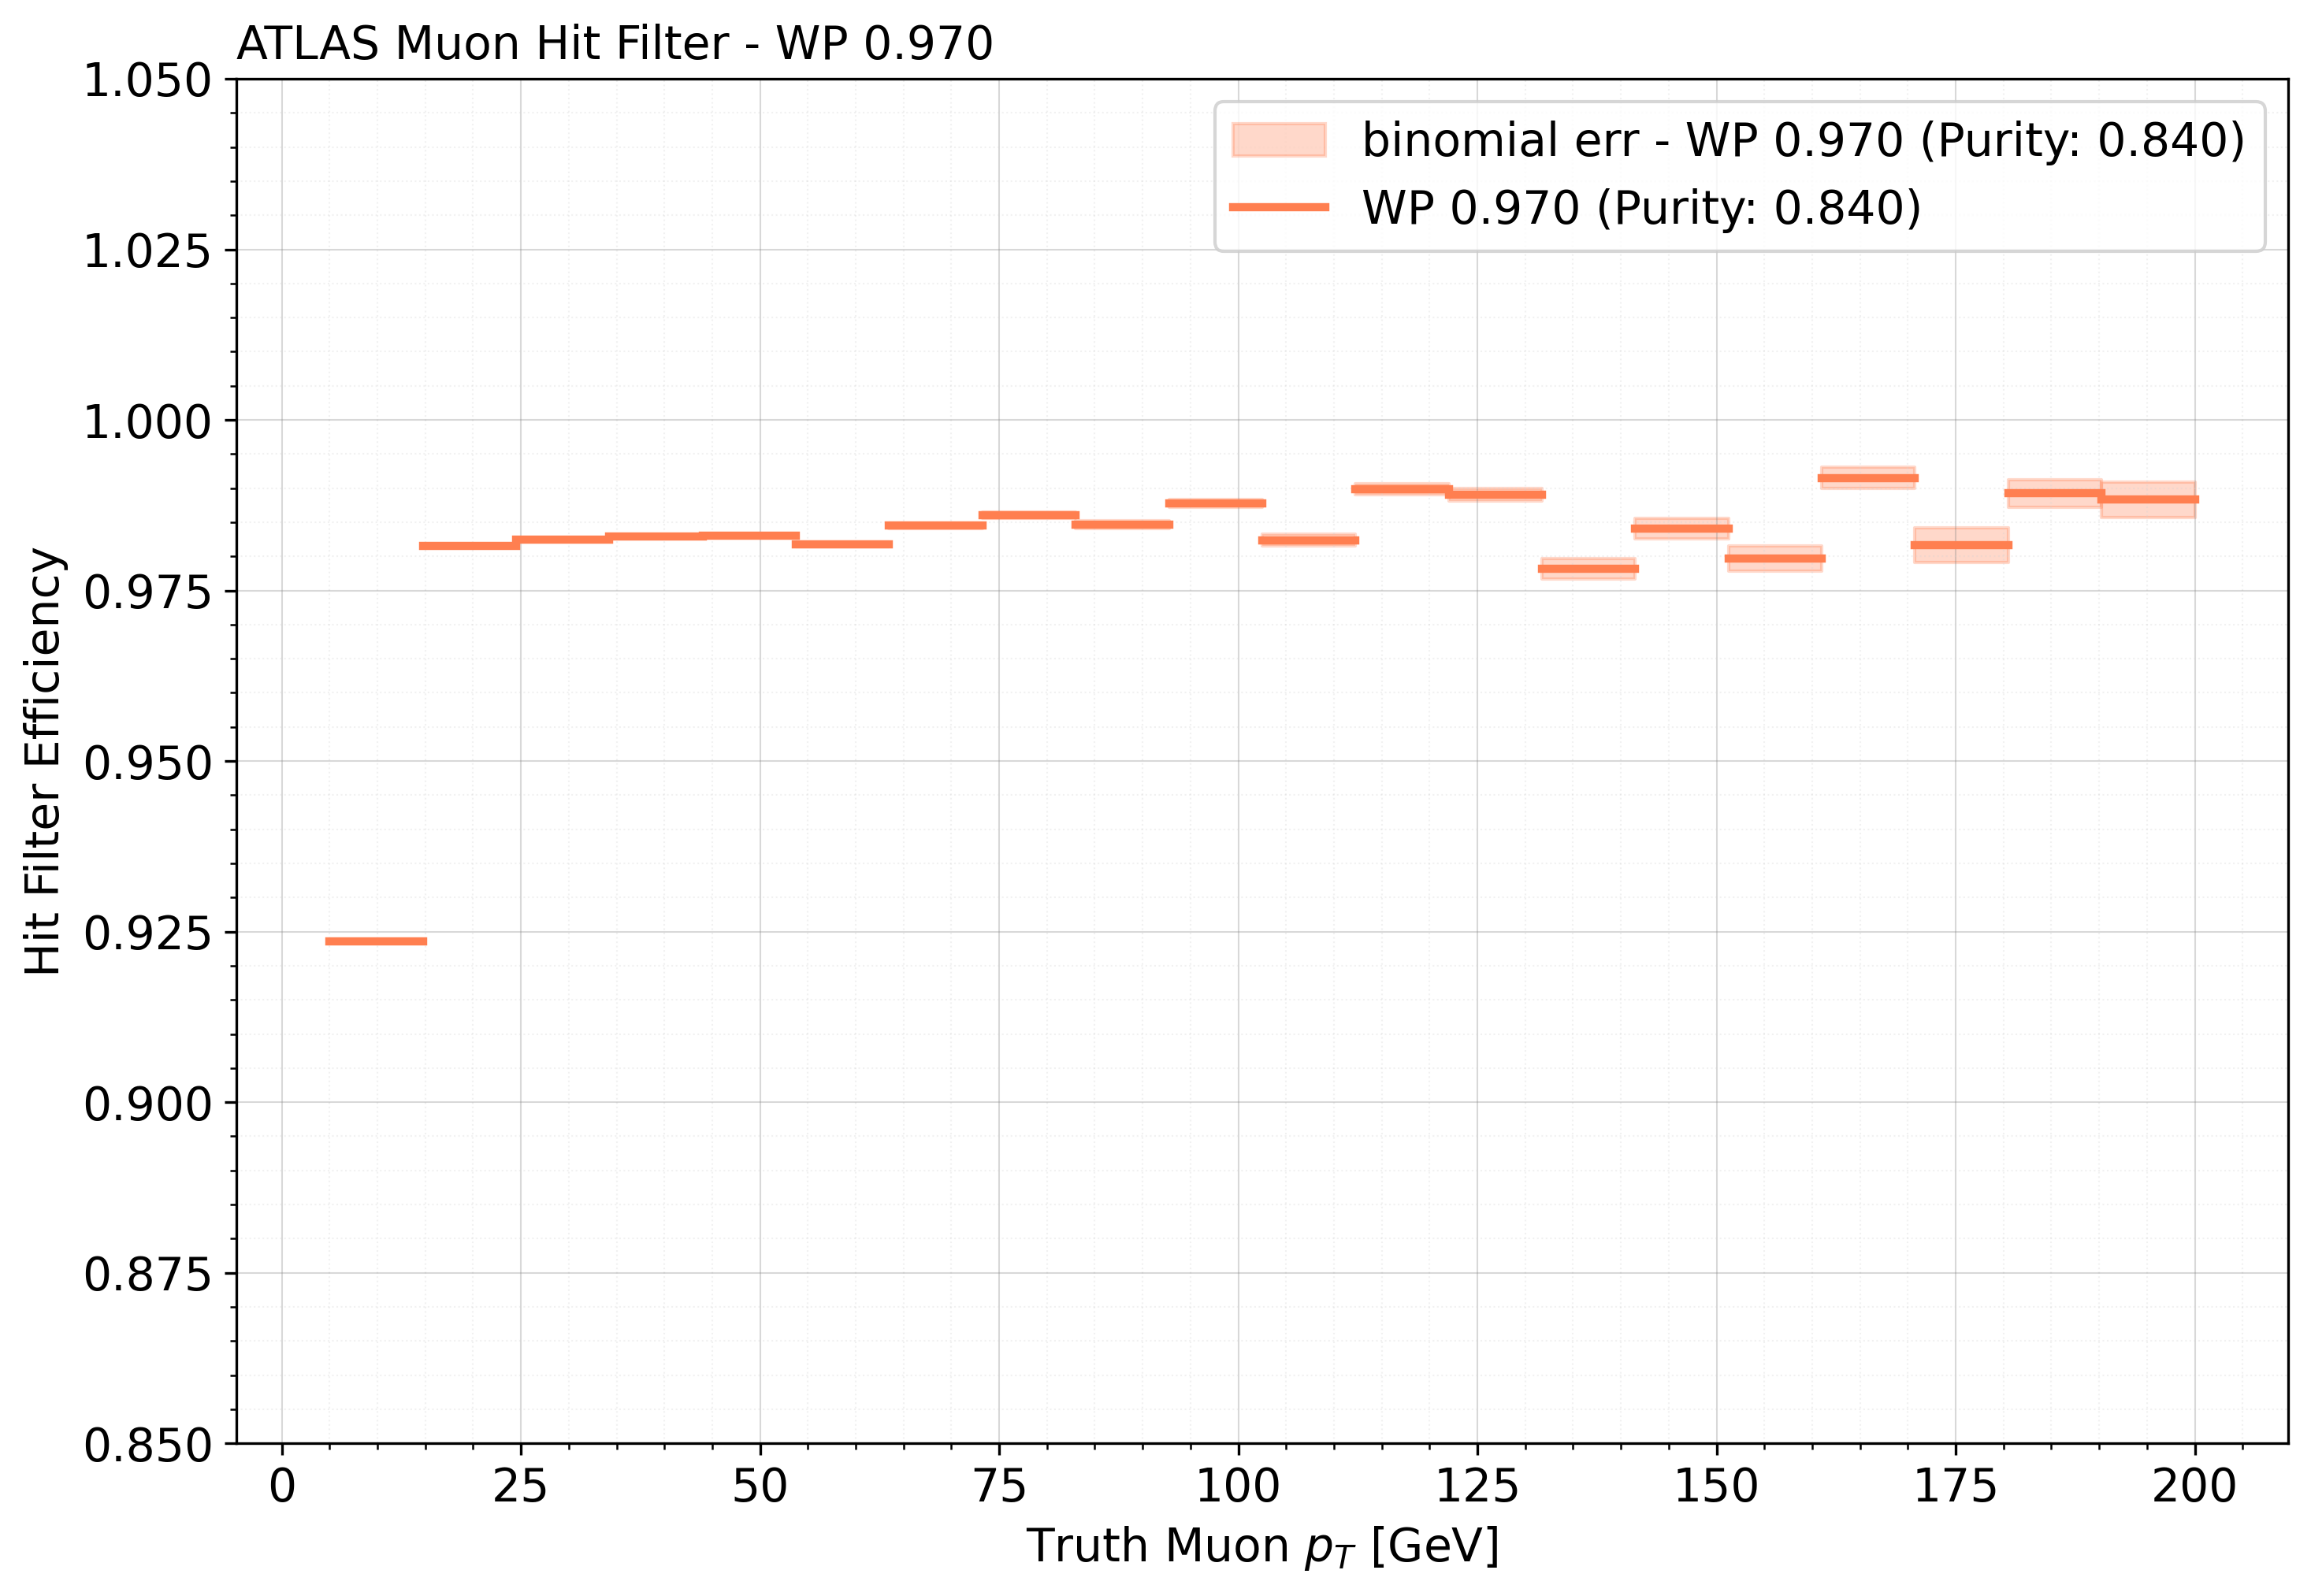 ATLAS Muon Hit Filter - WP 0.970
1.050
1.025
1.000
0.975
0.950
0.925
0.900
0.875
0.850
Hit Filter Efficiency
binomial err - WP 0.970 (Purity: 0.840)
WP 0.970 (Purity: 0.840)
0 25 50 75 100 125 150 175 200
Truth Muon p_T [GeV]